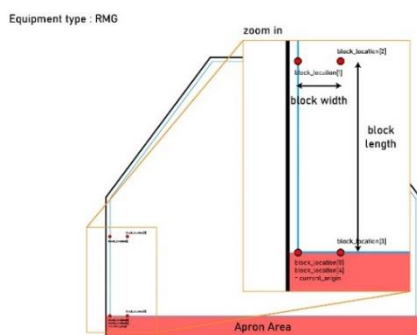 Equipment type : RMG
zoom in
block_location[2]
block_location[1]
block width
block
length
block_location[3]
block_location[0]
block_location[4]
= current_origin
Apron Area